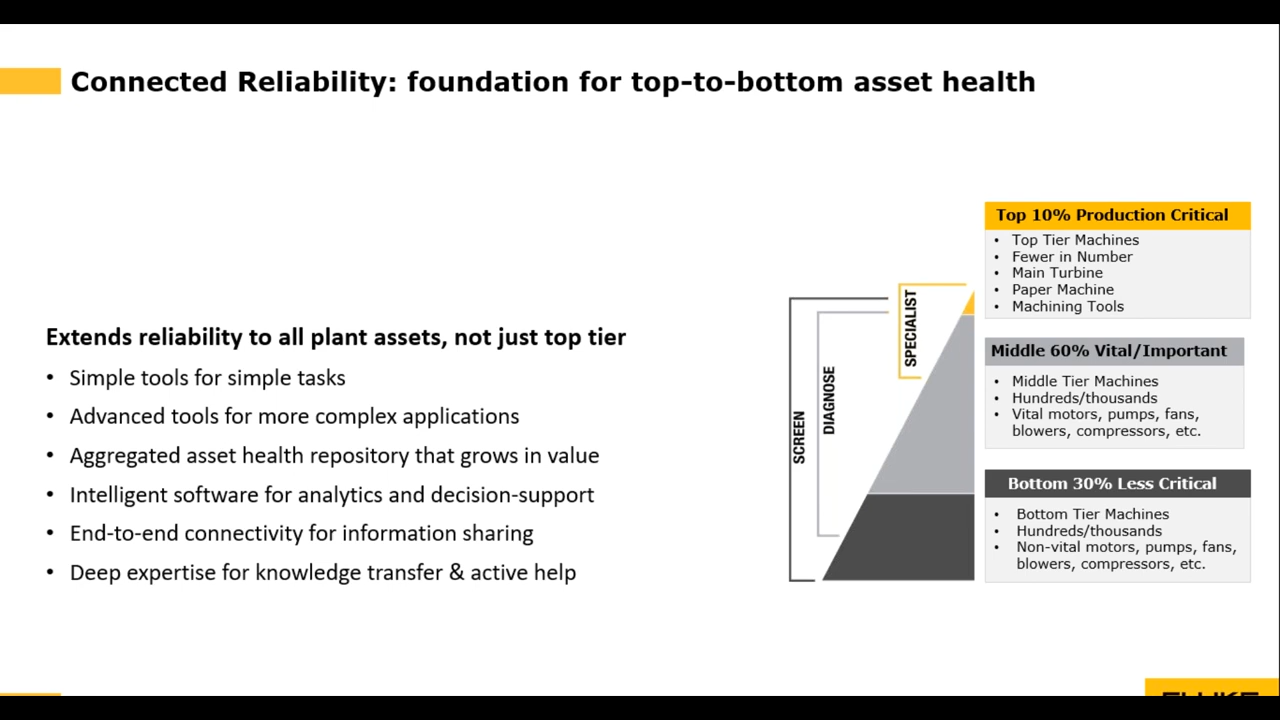 Connected Reliability: foundation for top-to-bottom asset health
Extends reliability to all plant assets, not just top tier
• Simple tools for simple tasks
• Advanced tools for more complex applications
• Aggregated asset health repository that grows in value
• Intelligent software for analytics and decision-support
• End-to-end connectivity for information sharing
• Deep expertise for knowledge transfer & active help
SCREEN
DIAGNOSE
SPECIALIST
Top 10% Production Critical
• Top Tier Machines
• Fewer in Number
• Main Turbine
• Paper Machine
• Machining Tools
Middle 60% Vital/Important
• Middle Tier Machines
• Hundreds/thousands
• Vital motors, pumps, fans,
blowers, compressors, etc.
Bottom 30% Less Critical
• Bottom Tier Machines
• Hundreds/thousands
• Non-vital motors, pumps, fans,
blowers, compressors, etc.
FLUKE